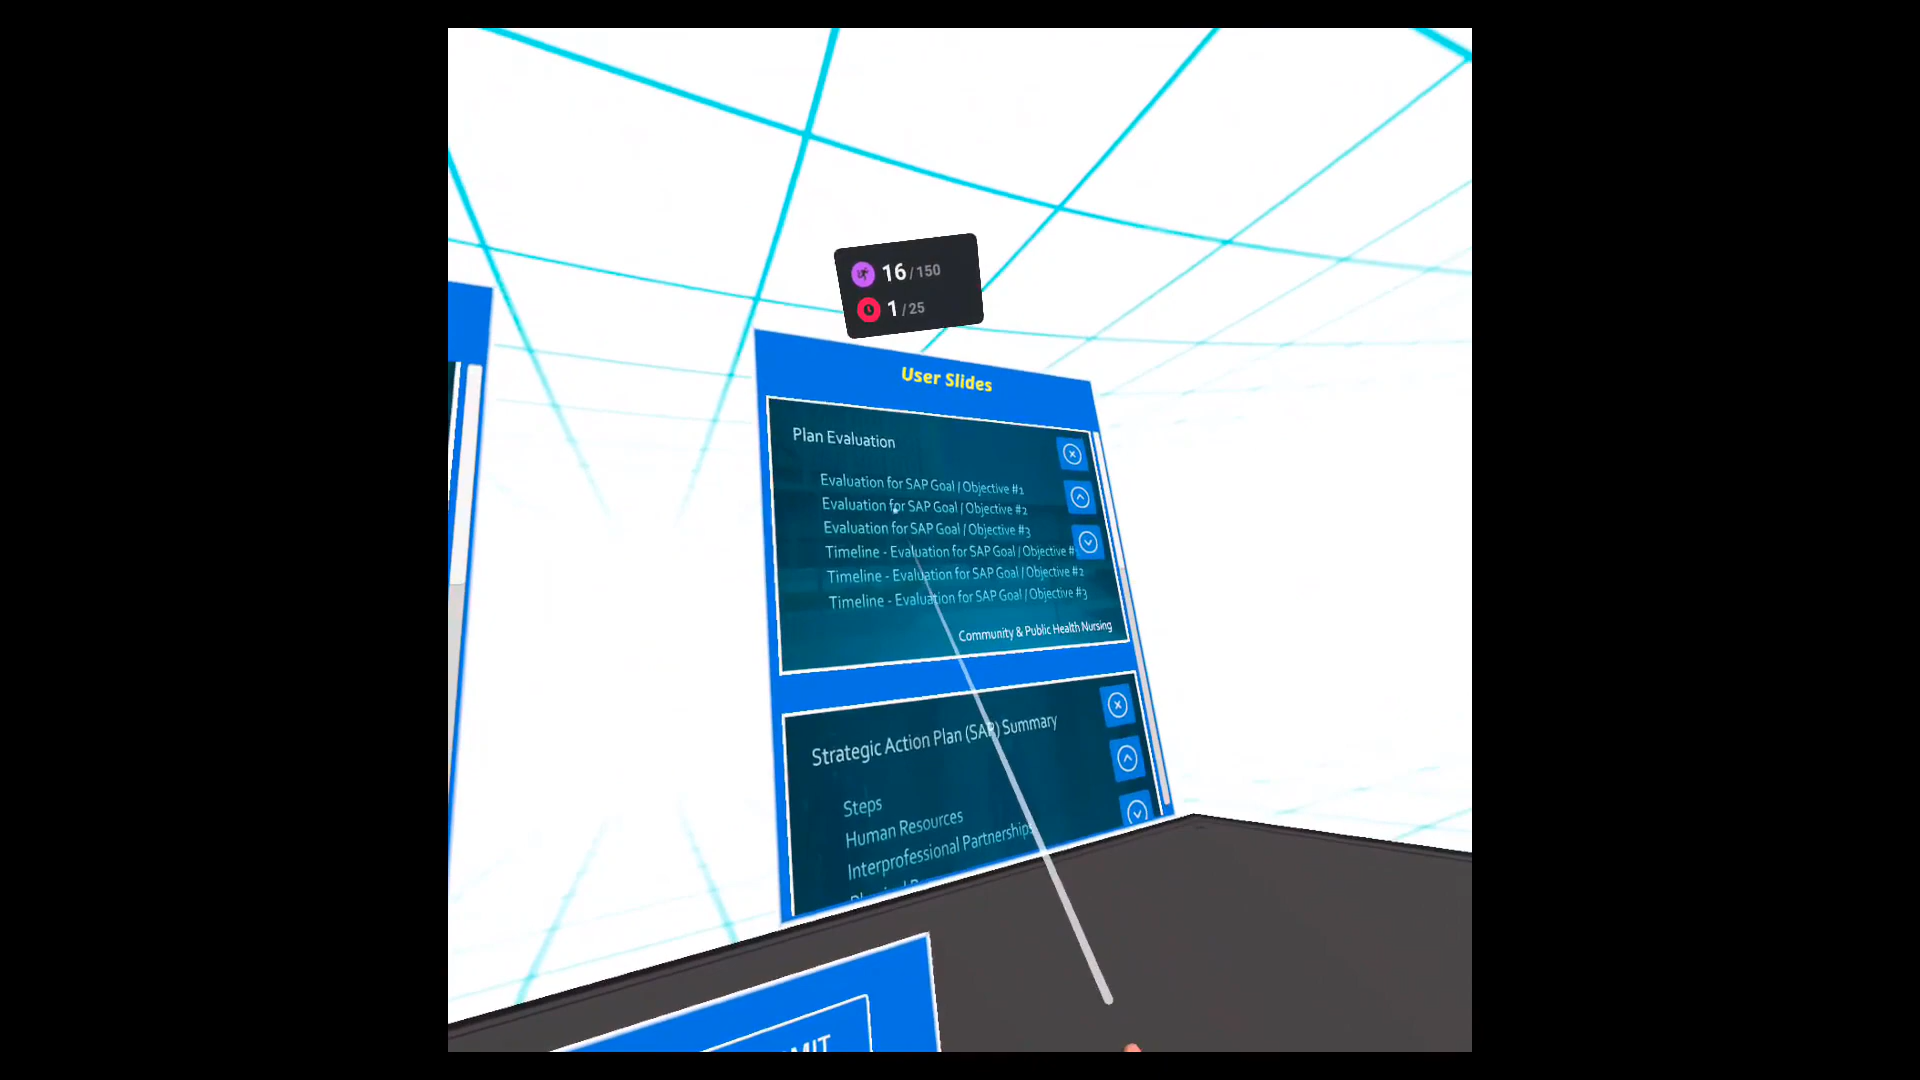 16/150
1/25
User Slides
Plan Evaluation
Evaluation for SAP Goal / Objective #1
Evaluation for SAP Goal / Objective #2
Evaluation for SAP Goal / Objective #3
Timeline - Evaluation for SAP Goal / Objective #
Timeline - Evaluation for SAP Goal / Objective #2
Timeline - Evaluation for SAP Goal / Objective #3
Community & Public Health Nursing
Strategic Action Plan (SAP) Summary
Steps
Human Resources
Interprofessional Partnerships